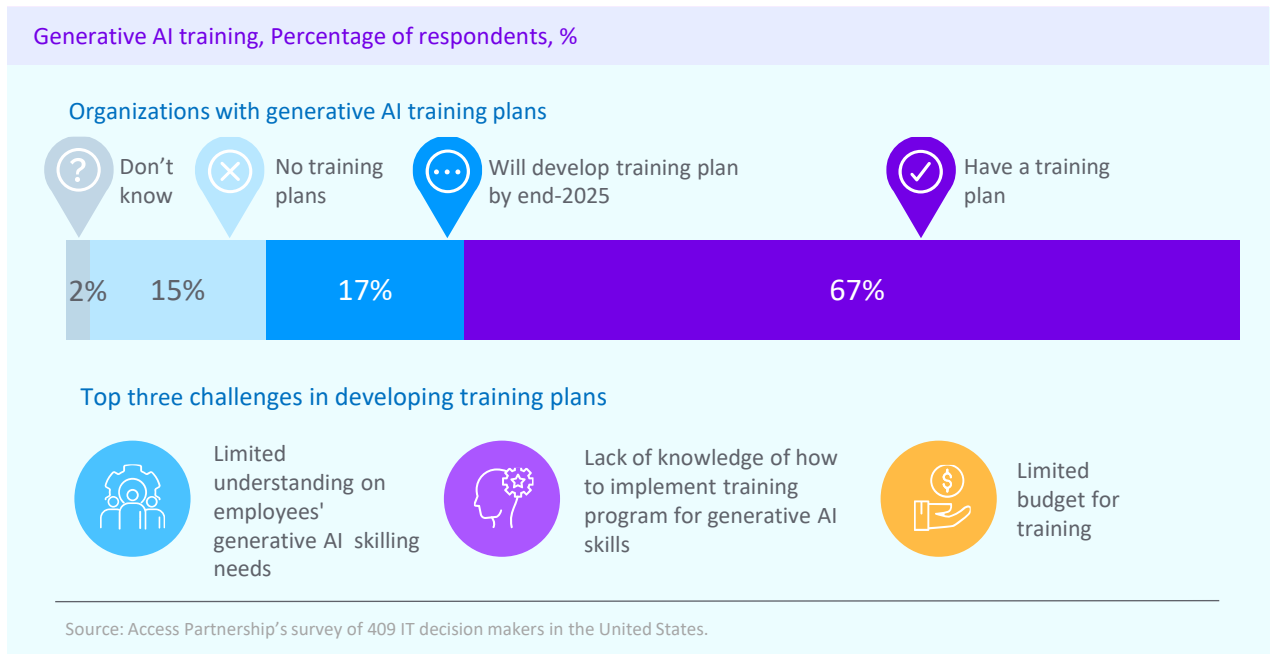 Generative AI training, Percentage of respondents, %
Organizations with generative AI training plans
?
Don't
know
No training
plans
Will develop training plan
by end-2025
Have a training
plan
2%
15%
17%
67%
Top three challenges in developing training plans
Limited
understanding on
employees'
generative AI skilling
needs
Lack of knowledge of how
to implement training
program for generative AI
skills
$
Limited
budget for
training
Source: Access Partnership's survey of 409 IT decision makers in the United States.